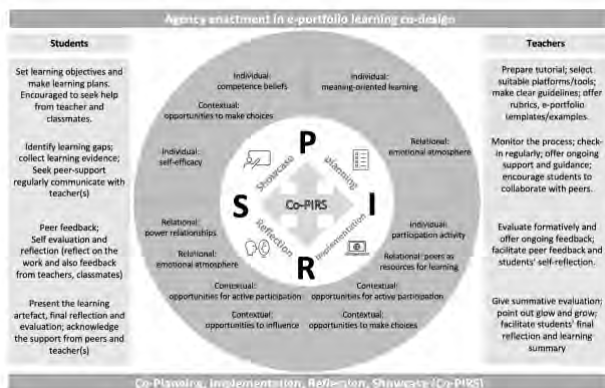 Agency enactment in e-portfolio learning co-design
Students
Set learning objectives and
make learning plans.
Encouraged to seek help
from teacher and
classmates.
Identify learning gaps;
collect learning evidence;
Seek peer-support
regularly communicate with
teacher(s)
Peer feedback;
Self evaluation and
reflection (reflect on the
work and also feedback
from teachers, classmates)
Present the learning
artefact, final reflection and
evaluation; acknowledge
the support from peers and
teacher(s)
Individual:
competence beliefs
Individual:
meaning-oriented learning
Contextual:
opportunities to make choices
Individual:
self-efficacy
Relational:
emotional atmosphere
P
Showcase
planning
S
Co-PIRS
I
Reflection
Implementation
R
Relational:
power relationships
Relational:
emotional atmosphere
Individual:
participation activity
Relational: peers as
resources for learning
Contextual:
opportunities for active participation
Contextual:
opportunities for active participation
Contextual:
opportunities to influence
Contextual:
opportunities to make choices
Teachers
Prepare tutorial; select
suitable platforms/tools;
make clear guidelines; offer
rubrics, e-portfolio
templates/examples.
Monitor the process; check-
in regularly; offer ongoing
support and guidance;
encourage students to
collaborate with peers.
Evaluate formatively and
offer ongoing feedback;
facilitate peer feedback and
students' self-reflection.
Give summative evaluation;
point out glow and grow;
facilitate students' final
reflection and learning
summary
Co-Planning, Implementation, Reflection, Showcase (Co-PIRS)